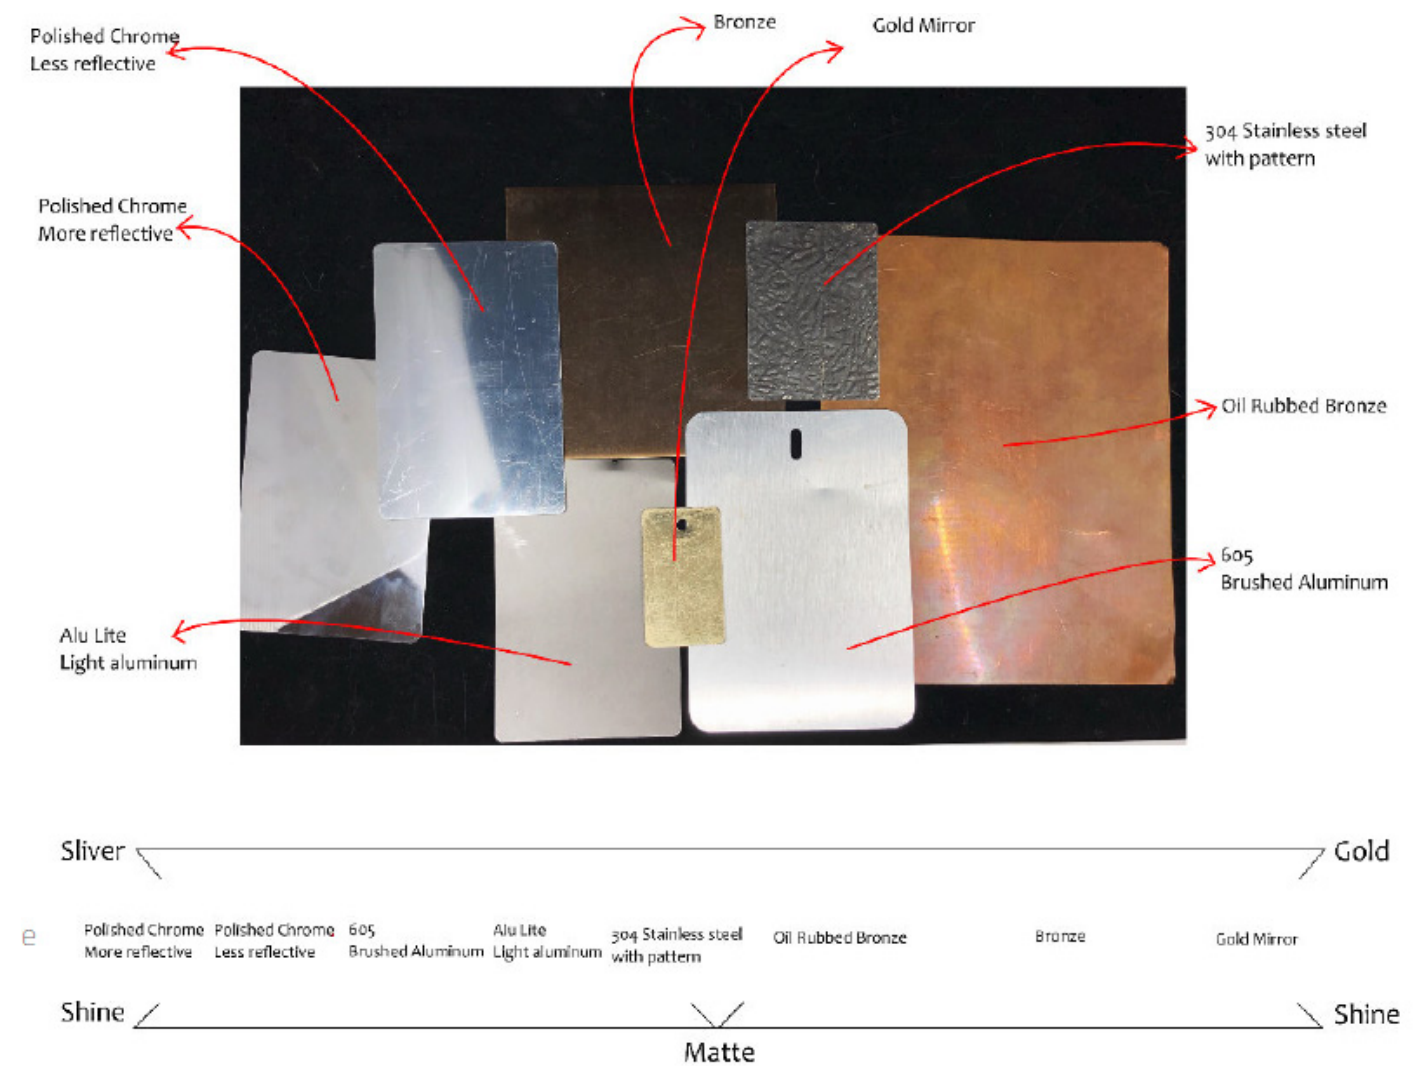 Bronze
Gold Mirror
Polished Chrome
Less reflective
304 Stainless steel
with pattern
Polished Chrome
More reflective
Oil Rubbed Bronze
605
Brushed Aluminum
Alu Lite
Light aluminum
Sliver
Gold
e
Polished Chrome
More reflective
Polished Chrome
Less reflective
605
Brushed Aluminum
Alu Lite
Light aluminum
304 Stainless steel
with pattern
Oil Rubbed Bronze
Bronze
Gold Mirror
Shine
Shine
Matte